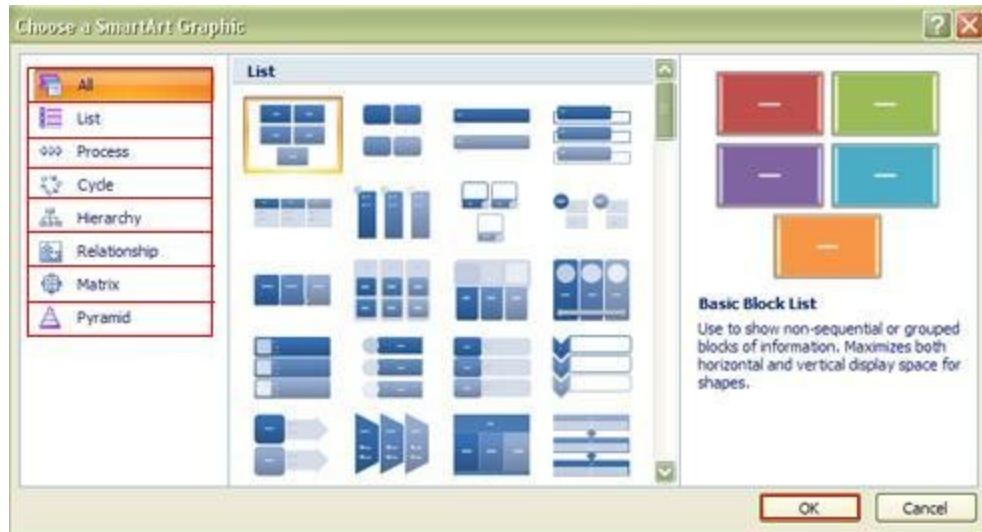 Choose a SmartArt Graphic
All
List
Process
Cycle
Hierarchy
Relationship
Matrix
Pyramid
List
Basic Block List
Use to show non-sequential or grouped
blocks of information. Maximizes both
horizontal and vertical display space for
shapes.
OK
Cancel